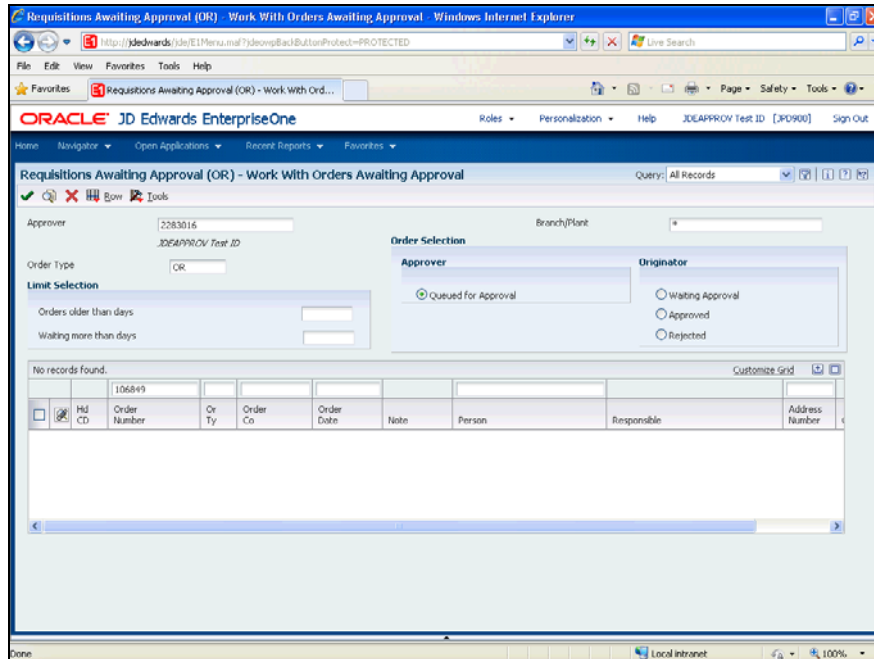 Requisitions Awaiting Approval (OR) - Work With Orders Awaiting Approval - Windows Internet Explorer
http://jdedwards/jde/E1Menu.maf?jdeowpBackButtonProtect=PROTECTED
Live Search
File Edit View Favorites Tools Help
Favorites Requisitions Awaiting Approval (OR) - Work With Ord... Page Safety Tools
ORACLE JD Edwards EnterpriseOne Roles Personalization Help JDEAPPROV Test ID [JPD900] Sign Out
Home Navigator Open Applications Recent Reports Favorites
Requisitions Awaiting Approval (OR) - Work With Orders Awaiting Approval Query: All Records
Row Tools
Approver 2283016 Branch/Plant *
JDEAPPROV Test ID
Order Selection
Order Type OR Approver Originator
Limit Selection
Queued for Approval Waiting Approval
Orders older than days Approved
Waiting more than days Rejected
No records found. Customize Grid
106849
Hd CD Order Number Or Ty Order Co Order Date Note Person Responsible Address Number
Done Local intranet 100%